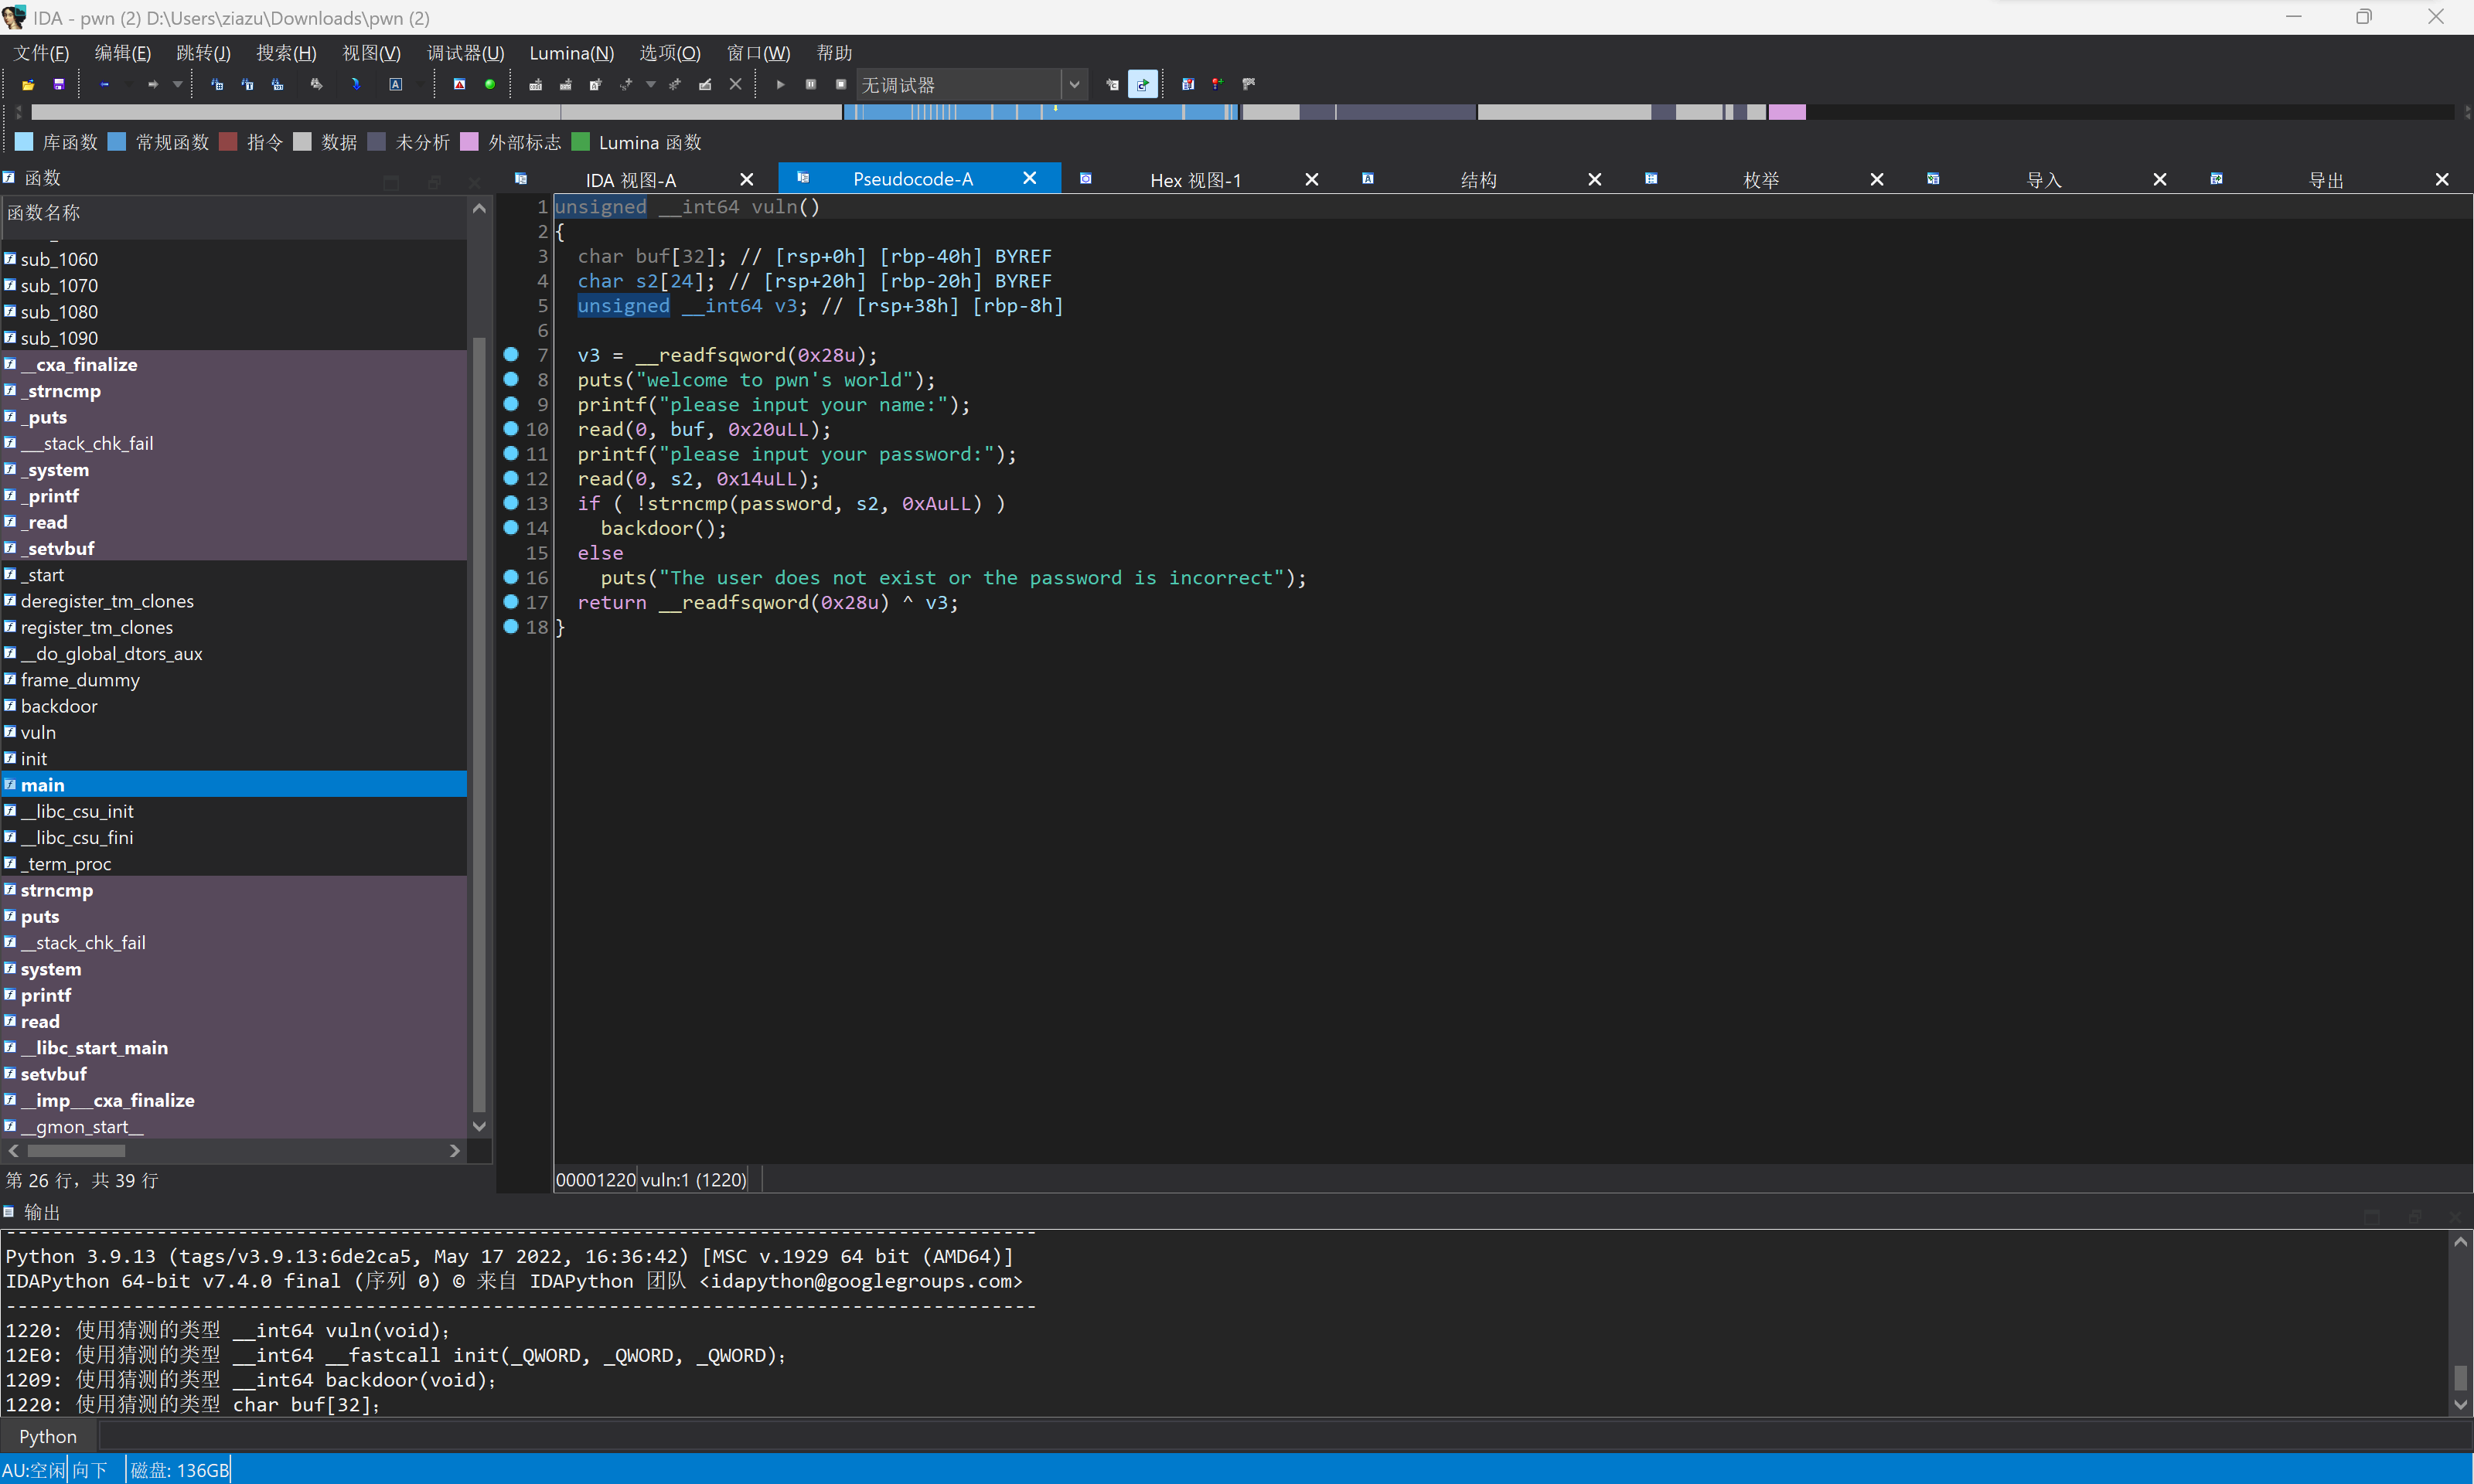 IDA - pwn (2) D:\Users\ziazu\Downloads\pwn (2)
文件(F) 编辑(E) 跳转(J) 搜索(H) 视图(V) 调试器(U) Lumina(N) 选项(O) 窗口(W) 帮助
无调试器
库函数 常规函数 指令 数据 未分析 外部标志 Lumina 函数
函数
IDA 视图-A Pseudocode-A Hex 视图-1 结构 枚举 导入 导出
函数名称
sub_1060
sub_1070
sub_1080
sub_1090
__cxa_finalize
_strncmp
_puts
___stack_chk_fail
_system
_printf
_read
_setvbuf
_start
deregister_tm_clones
register_tm_clones
__do_global_dtors_aux
frame_dummy
backdoor
vuln
init
main
__libc_csu_init
__libc_csu_fini
_term_proc
strncmp
puts
__stack_chk_fail
system
printf
read
__libc_start_main
setvbuf
__imp___cxa_finalize
__gmon_start__
第 26 行，共 39 行
1 unsigned __int64 vuln()
2 {
3 char buf[32]; // [rsp+0h] [rbp-40h] BYREF
4 char s2[24]; // [rsp+20h] [rbp-20h] BYREF
5 unsigned __int64 v3; // [rsp+38h] [rbp-8h]
6
7 v3 = __readfsqword(0x28u);
8 puts("welcome to pwn's world");
9 printf("please input your name:");
10 read(0, buf, 0x20uLL);
11 printf("please input your password:");
12 read(0, s2, 0x14uLL);
13 if ( !strncmp(password, s2, 0xAuLL) )
14 backdoor();
15 else
16 puts("The user does not exist or the password is incorrect");
17 return __readfsqword(0x28u) ^ v3;
18 }
00001220 vuln:1 (1220)
输出
-----------------------------------------------------------------------------------------
Python 3.9.13 (tags/v3.9.13:6de2ca5, May 17 2022, 16:36:42) [MSC v.1929 64 bit (AMD64)]
IDAPython 64-bit v7.4.0 final (序列 0) © 来自 IDAPython 团队 <idapython@googlegroups.com>
-----------------------------------------------------------------------------------------
1220: 使用猜测的类型 __int64 vuln(void);
12E0: 使用猜测的类型 __int64 __fastcall init(_QWORD, _QWORD, _QWORD);
1209: 使用猜测的类型 __int64 backdoor(void);
1220: 使用猜测的类型 char buf[32];
Python
AU:空闲 向下 磁盘: 136GB